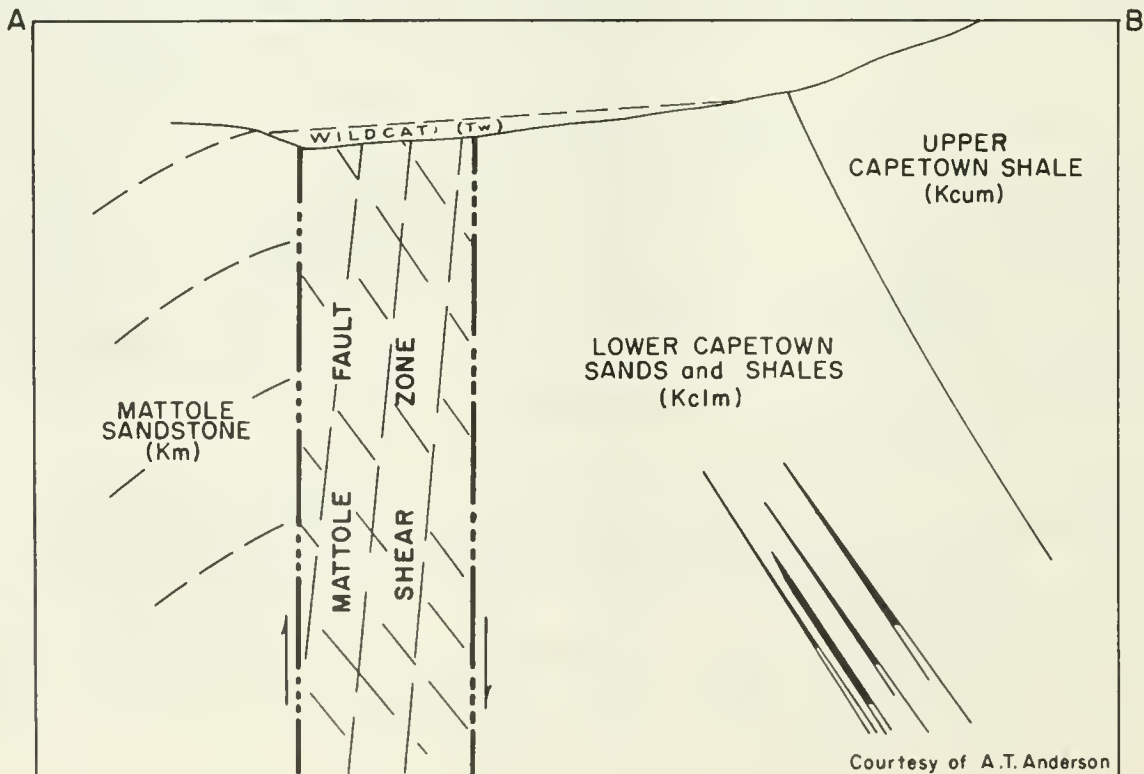 A
B
WILDCAT (Tw)
UPPER
CAPETOWN SHALE
(Kcum)
LOWER CAPETOWN
SANDS and SHALES
(Kclm)
MATTOLE
SANDSTONE
(Km)
MATTOLE FAULT
SHEAR ZONE
Courtesy of A.T. Anderson